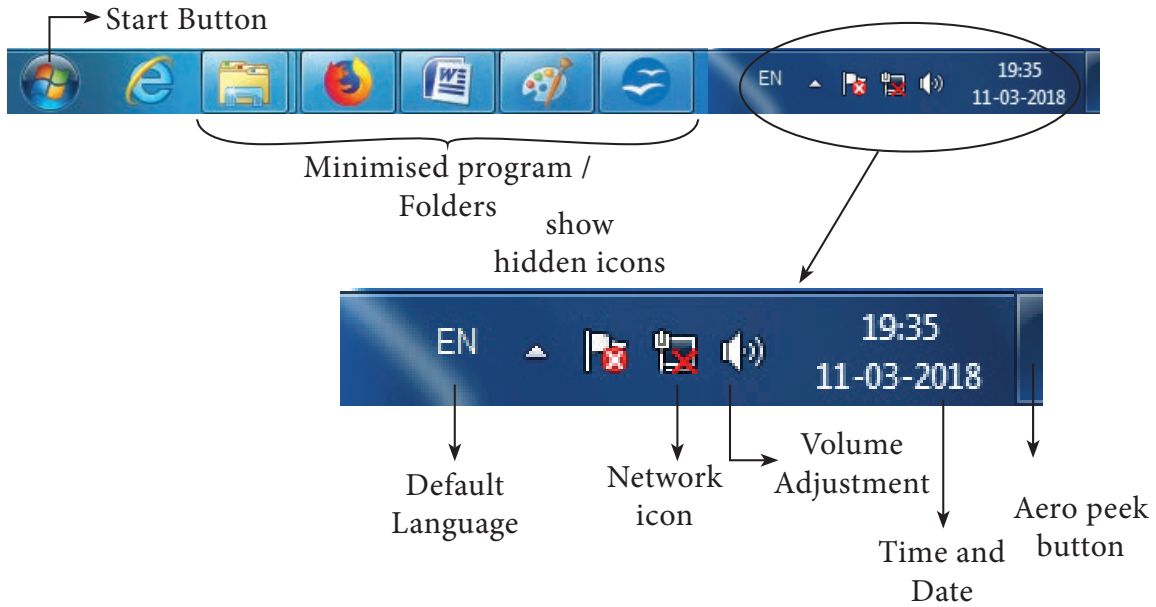 Start Button
EN
19:35
11-03-2018
Minimised program /
Folders
show
hidden icons
EN
19:35
11-03-2018
Default
Language
Network
icon
Volume
Adjustment
Time and
Date
Aero peek
button